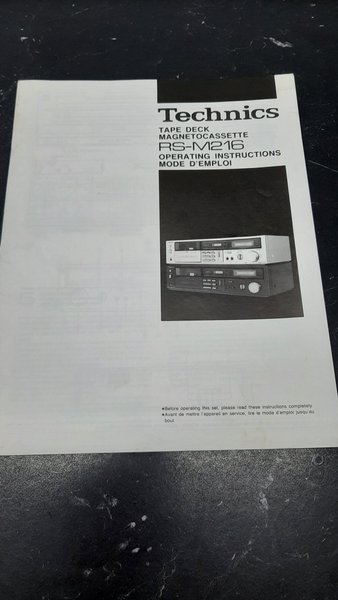 Technics
TAPE DECK
MAGNETOCASSETTE
RS-M216
OPERATING INSTRUCTIONS
MODE D'EMPLOI
●Before operating this set, please read these instructions completely.
●Avant de mettre l'appareil en service, lire le mode d'emploi jusqu'au
bout.